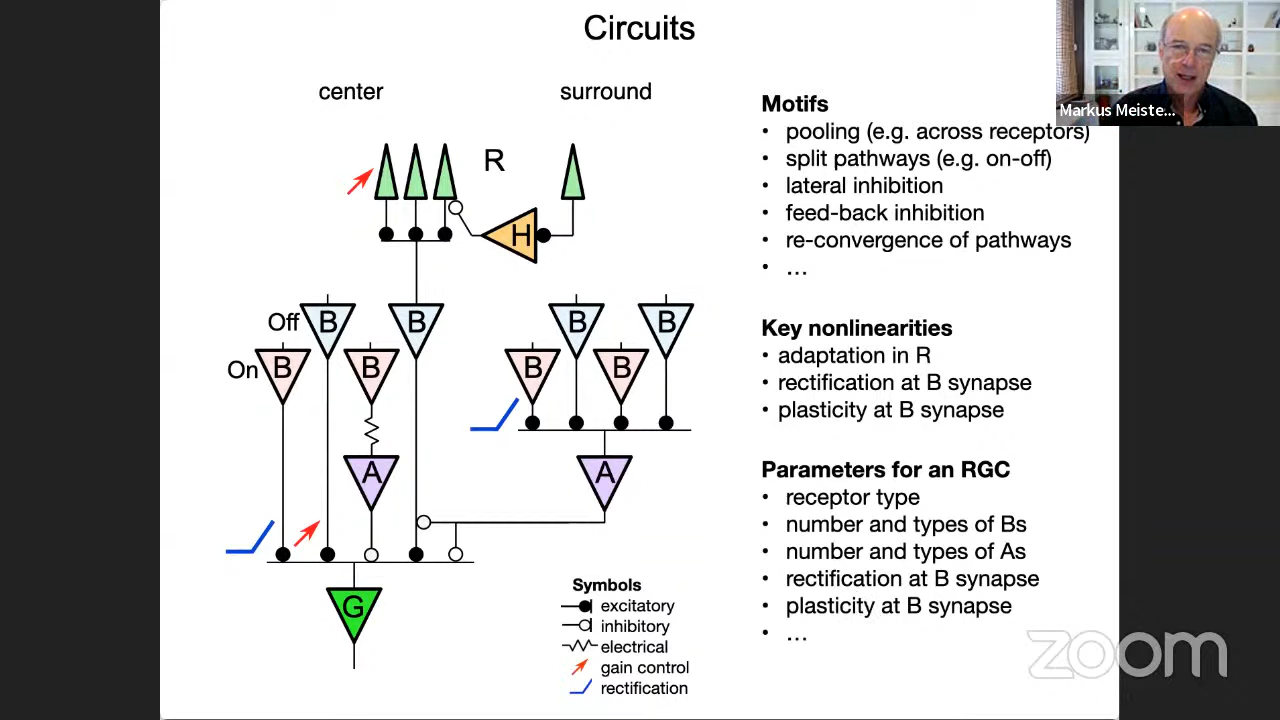 Circuits
center
surround
R
H
Off
B
B
B
B
On
B
B
B
B
A
A
G
Symbols
excitatory
inhibitory
electrical
gain control
rectification
Motifs
• pooling (e.g. across receptors)
• split pathways (e.g. on-off)
• lateral inhibition
• feed-back inhibition
• re-convergence of pathways
• …
Key nonlinearities
• adaptation in R
• rectification at B synapse
• plasticity at B synapse
Parameters for an RGC
• receptor type
• number and types of Bs
• number and types of As
• rectification at B synapse
• plasticity at B synapse
• …
Markus Meiste...
zoom